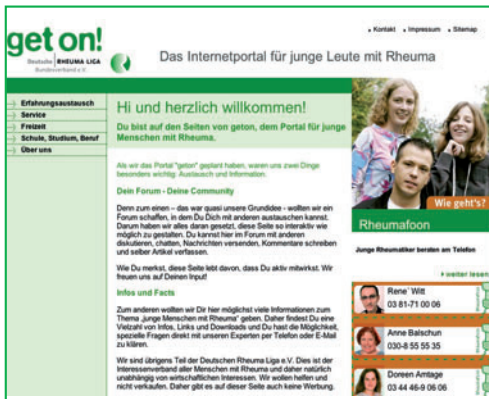 get on!
Deutsche RHEUMA LIGA
Bundesverband e.V.
Kontakt Impressum Sitemap
Das Internetportal für junge Leute mit Rheuma
Erfahrungsaustausch
Service
Freizeit
Schule, Studium, Beruf
Über uns
Hi und herzlich willkommen!
Du bist auf den Seiten von geton, dem Portal für junge
Menschen mit Rheuma.
Als wir das Portal "geton" geplant haben, waren uns zwei Dinge
besonders wichtig: Austausch und Information.
Dein Forum - Deine Community
Denn zum einen – das war quasi unsere Grundidee - wollten wir ein
Forum schaffen, in dem Du Dich mit anderen austauschen kannst.
Darum haben wir alles daran gesetzt, diese Seite so interaktiv wie
möglich zu gestalten. Du kannst hier im Forum mit anderen
diskutieren, chatten, Nachrichten versenden, Kommentare schreiben
und selber Artikel verfassen.
Wie Du merkst, diese Seite lebt davon, dass Du aktiv mitwirkst. Wir
freuen uns auf Deinen Input!
Infos und Facts
Zum anderen wollten wir Dir hier möglichst viele Informationen zum
Thema „junge Menschen mit Rheuma" geben. Daher findest Du eine
Vielzahl von Infos, Links und Downloads und Du hast die Möglichkeit,
spezielle Fragen direkt mit unseren Experten per Telefon oder E-Mail
zu klären.
Wir sind übrigens Teil der Deutschen Rheuma Liga e.V. Dies ist der
Interessenverband aller Menschen mit Rheuma und daher natürlich
unabhängig von wirtschaftlichen Interessen. Wir wollen helfen und
nicht verkaufen. Daher gibt es auf dieser Seite auch keine Werbung.
Wie geht's?
Rheumafoon
Junge Rheumatiker beraten am Telefon
weiter lesen
Rene´ Witt
03 81-71 00 06
Anne Balschun
030-8 55 55 35
Doreen Amtage
03 44 46-9 06 06